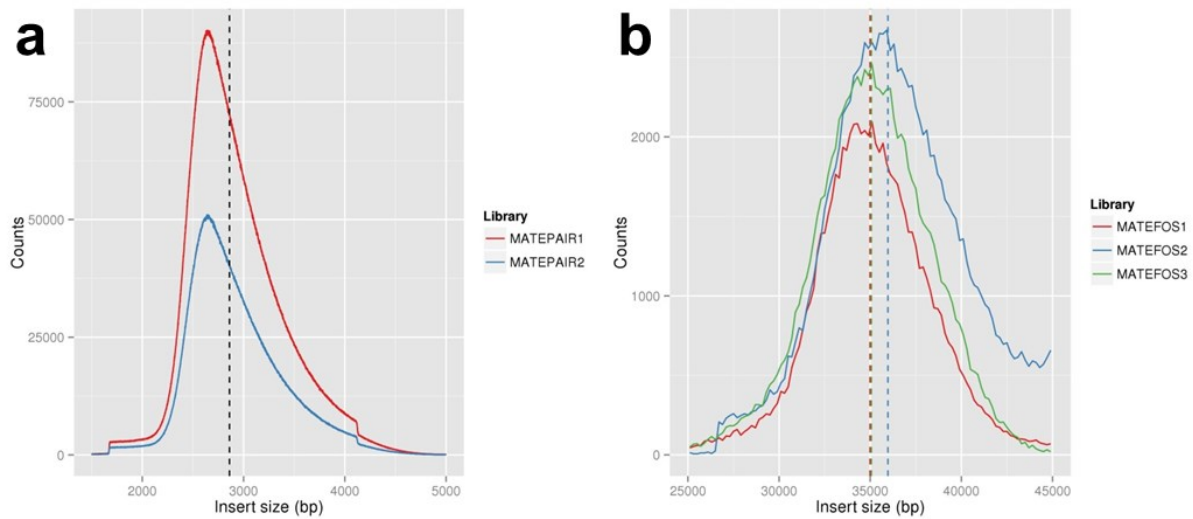 a
75000
50000
25000
0
Counts
2000
3000
4000
5000
Insert size (bp)
Library
MATEPAIR1
MATEPAIR2
b
2000
1000
0
Counts
25000
30000
35000
40000
45000
Insert size (bp)
Library
MATEFOS1
MATEFOS2
MATEFOS3